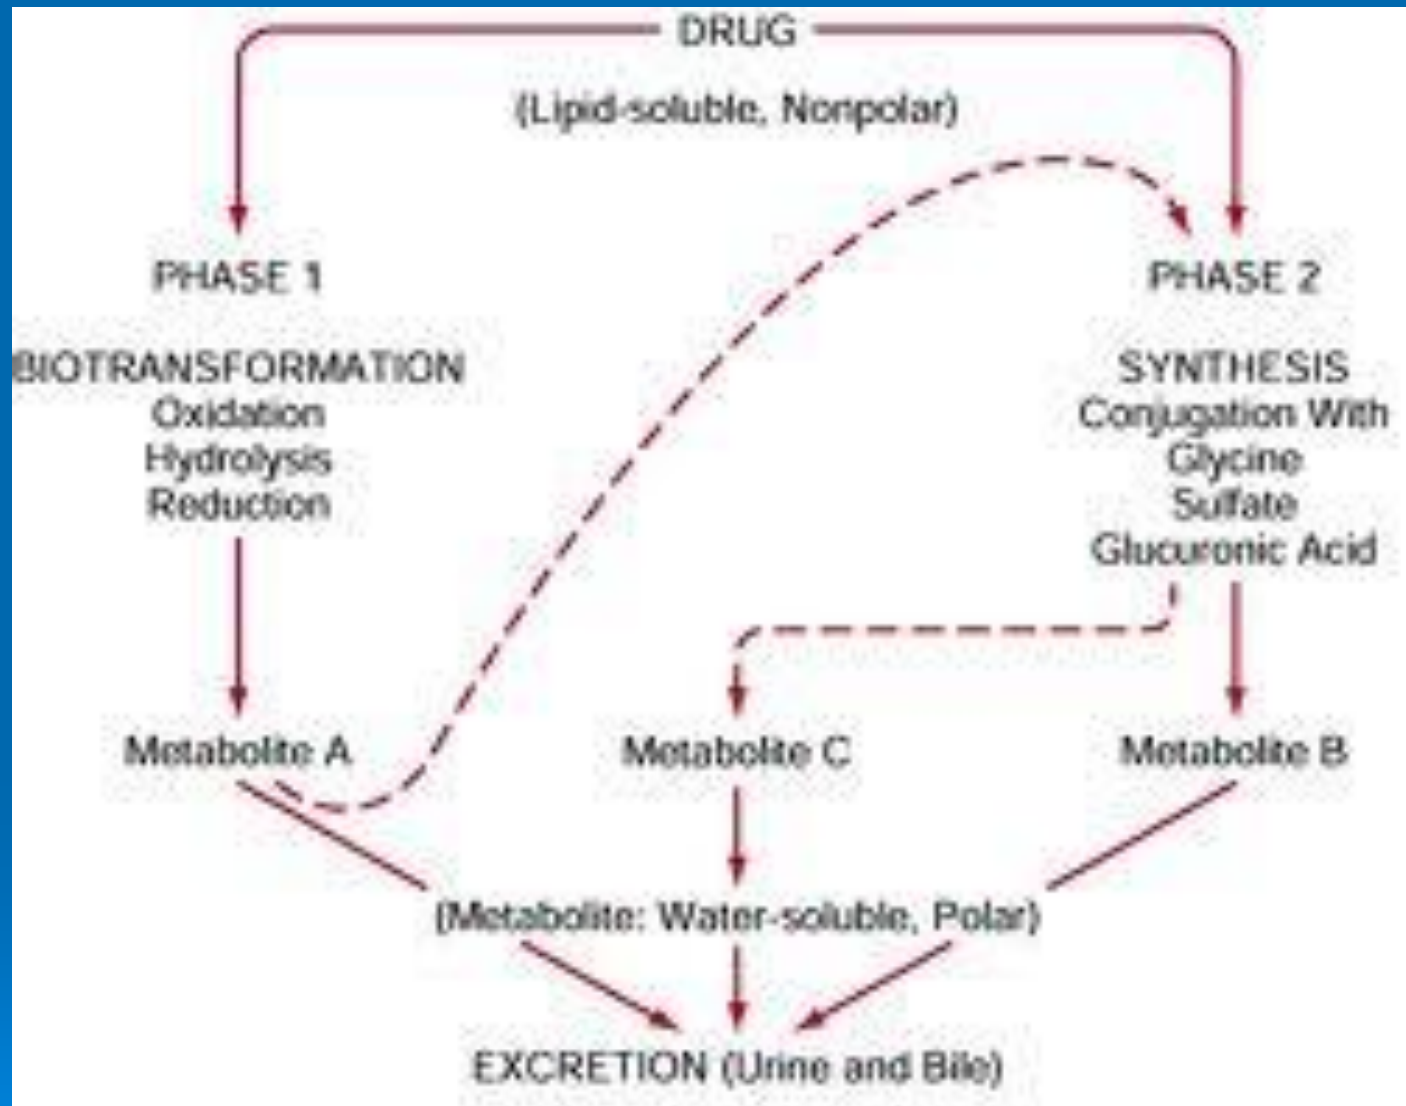 DRUG
(Lipid-soluble, Nonpolar)
PHASE 1
BIOTRANSFORMATION
Oxidation
Hydrolysis
Reduction
PHASE 2
SYNTHESIS
Conjugation With
Glycine
Sulfate
Glucuronic Acid
Metabolite A
Metabolite C
Metabolite B
(Metabolite: Water-soluble, Polar)
EXCRETION (Urine and Bile)